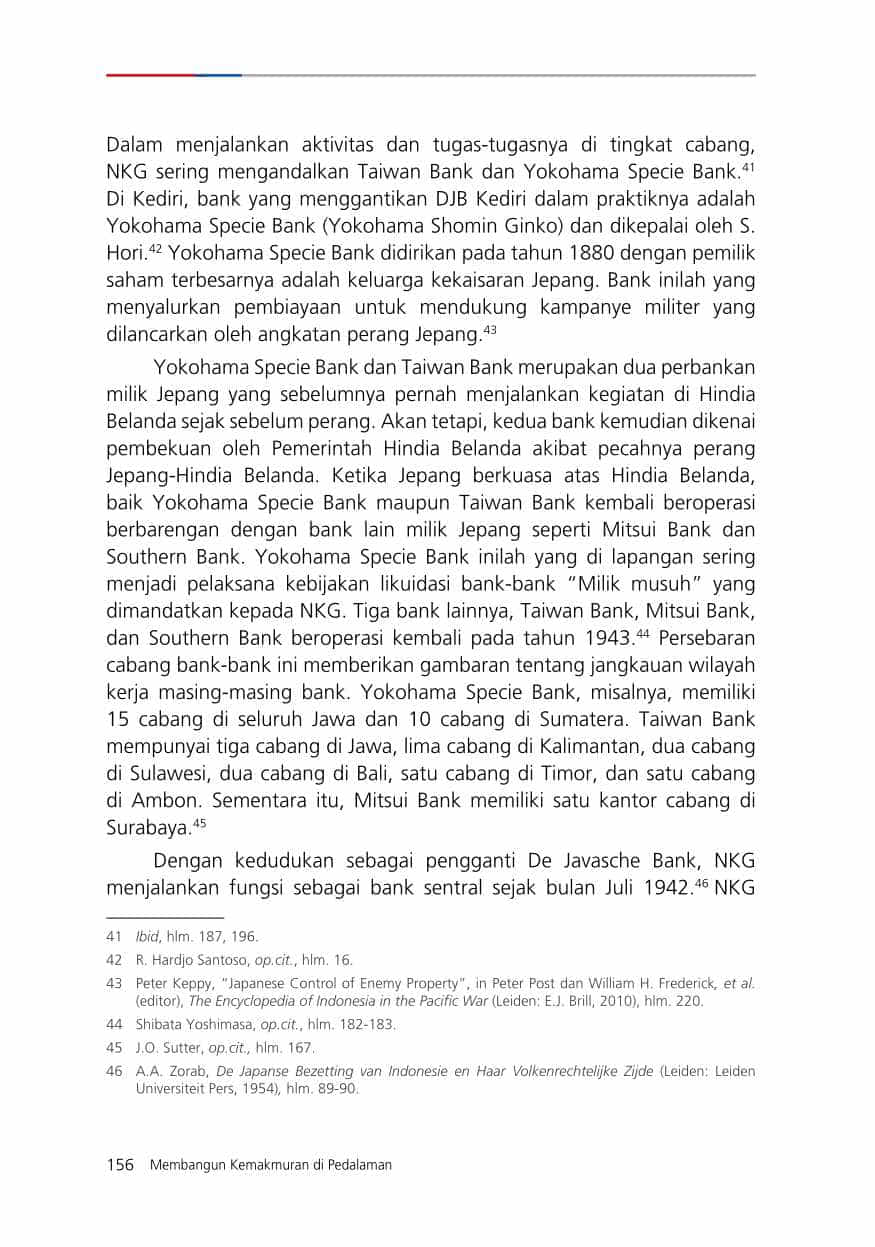 Dalam menjalankan aktivitas dan tugas-tugasnya di tingkat cabang,
NKG sering mengandalkan Taiwan Bank dan Yokohama Specie Bank.41
Di Kediri, bank yang menggantikan DJB Kediri dalam praktiknya adalah
Yokohama Specie Bank (Yokohama Shomin Ginko) dan dikepalai oleh S.
Hori.42 Yokohama Specie Bank didirikan pada tahun 1880 dengan pemilik
saham terbesarnya adalah keluarga kekaisaran Jepang. Bank inilah yang
menyalurkan pembiayaan untuk mendukung kampanye militer yang
dilancarkan oleh angkatan perang Jepang.43
Yokohama Specie Bank dan Taiwan Bank merupakan dua perbankan
milik Jepang yang sebelumnya pernah menjalankan kegiatan di Hindia
Belanda sejak sebelum perang. Akan tetapi, kedua bank kemudian dikenai
pembekuan oleh Pemerintah Hindia Belanda akibat pecahnya perang
Jepang-Hindia Belanda. Ketika Jepang berkuasa atas Hindia Belanda,
baik Yokohama Specie Bank maupun Taiwan Bank kembali beroperasi
berbarengan dengan bank lain milik Jepang seperti Mitsui Bank dan
Southern Bank. Yokohama Specie Bank inilah yang di lapangan sering
menjadi pelaksana kebijakan likuidasi bank-bank “Milik musuh” yang
dimandatkan kepada NKG. Tiga bank lainnya, Taiwan Bank, Mitsui Bank,
dan Southern Bank beroperasi kembali pada tahun 1943.44 Persebaran
cabang bank-bank ini memberikan gambaran tentang jangkauan wilayah
kerja masing-masing bank. Yokohama Specie Bank, misalnya, memiliki
15 cabang di seluruh Jawa dan 10 cabang di Sumatera. Taiwan Bank
mempunyai tiga cabang di Jawa, lima cabang di Kalimantan, dua cabang
di Sulawesi, dua cabang di Bali, satu cabang di Timor, dan satu cabang
di Ambon. Sementara itu, Mitsui Bank memiliki satu kantor cabang di
Surabaya.45
Dengan kedudukan sebagai pengganti De Javasche Bank, NKG
menjalankan fungsi sebagai bank sentral sejak bulan Juli 1942.46 NKG
41 Ibid, hlm. 187, 196.
42 R. Hardjo Santoso, op.cit., hlm. 16.
43 Peter Keppy, “Japanese Control of Enemy Property”, in Peter Post dan William H. Frederick, et al.
(editor), The Encyclopedia of Indonesia in the Pacific War (Leiden: E.J. Brill, 2010), hlm. 220.
44 Shibata Yoshimasa, op.cit., hlm. 182-183.
45 J.O. Sutter, op.cit., hlm. 167.
46 A.A. Zorab, De Japanse Bezetting van Indonesie en Haar Volkenrechtelijke Zijde (Leiden: Leiden
Universiteit Pers, 1954), hlm. 89-90.
156 Membangun Kemakmuran di Pedalaman